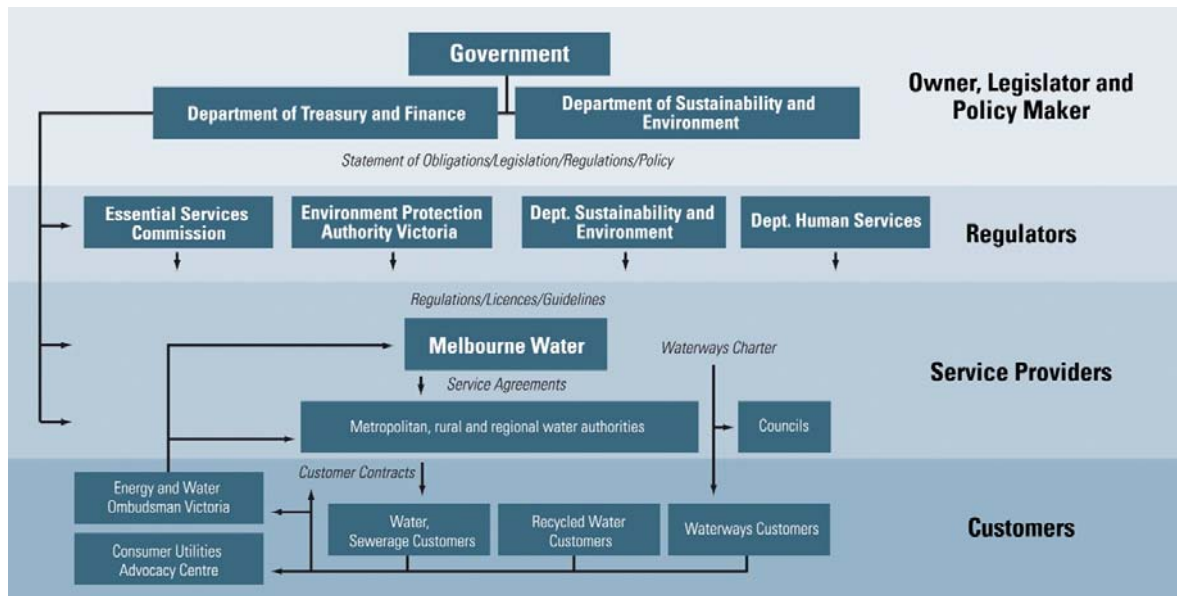 Government
Owner, Legislator and
Policy Maker
Department of Treasury and Finance
Department of Sustainability and
Environment
Statement of Obligations/Legislation/Regulations/Policy
Essential Services
Commission
Environment Protection
Authority Victoria
Dept. Sustainability and
Environment
Dept. Human Services
Regulators
Regulations/Licences/Guidelines
Melbourne Water
Waterways Charter
Service Providers
Service Agreements
Metropolitan, rural and regional water authorities
Councils
Customer Contracts
Energy and Water
Ombudsman Victoria
Water,
Sewerage Customers
Recycled Water
Customers
Waterways Customers
Customers
Consumer Utilities
Advocacy Centre